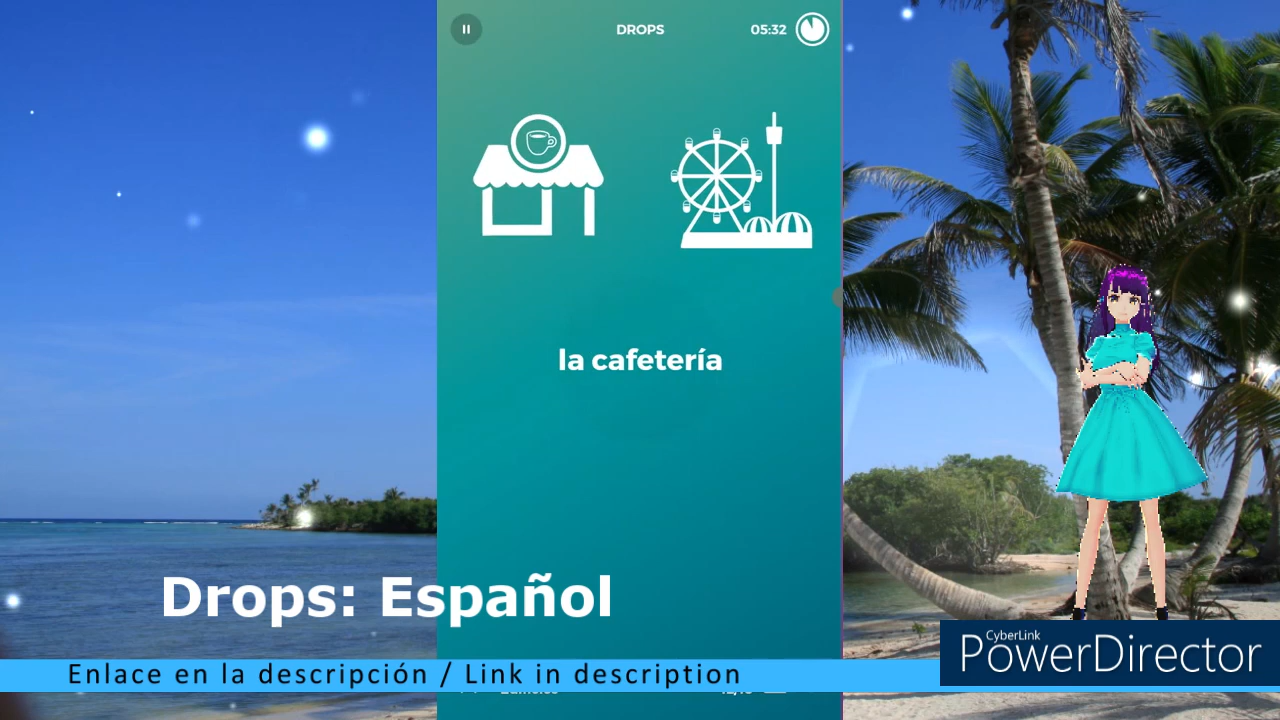 DROPS
05:32
la cafetería
Drops: Español
Enlace en la descripción / Link in description
CyberLink
PowerDirector